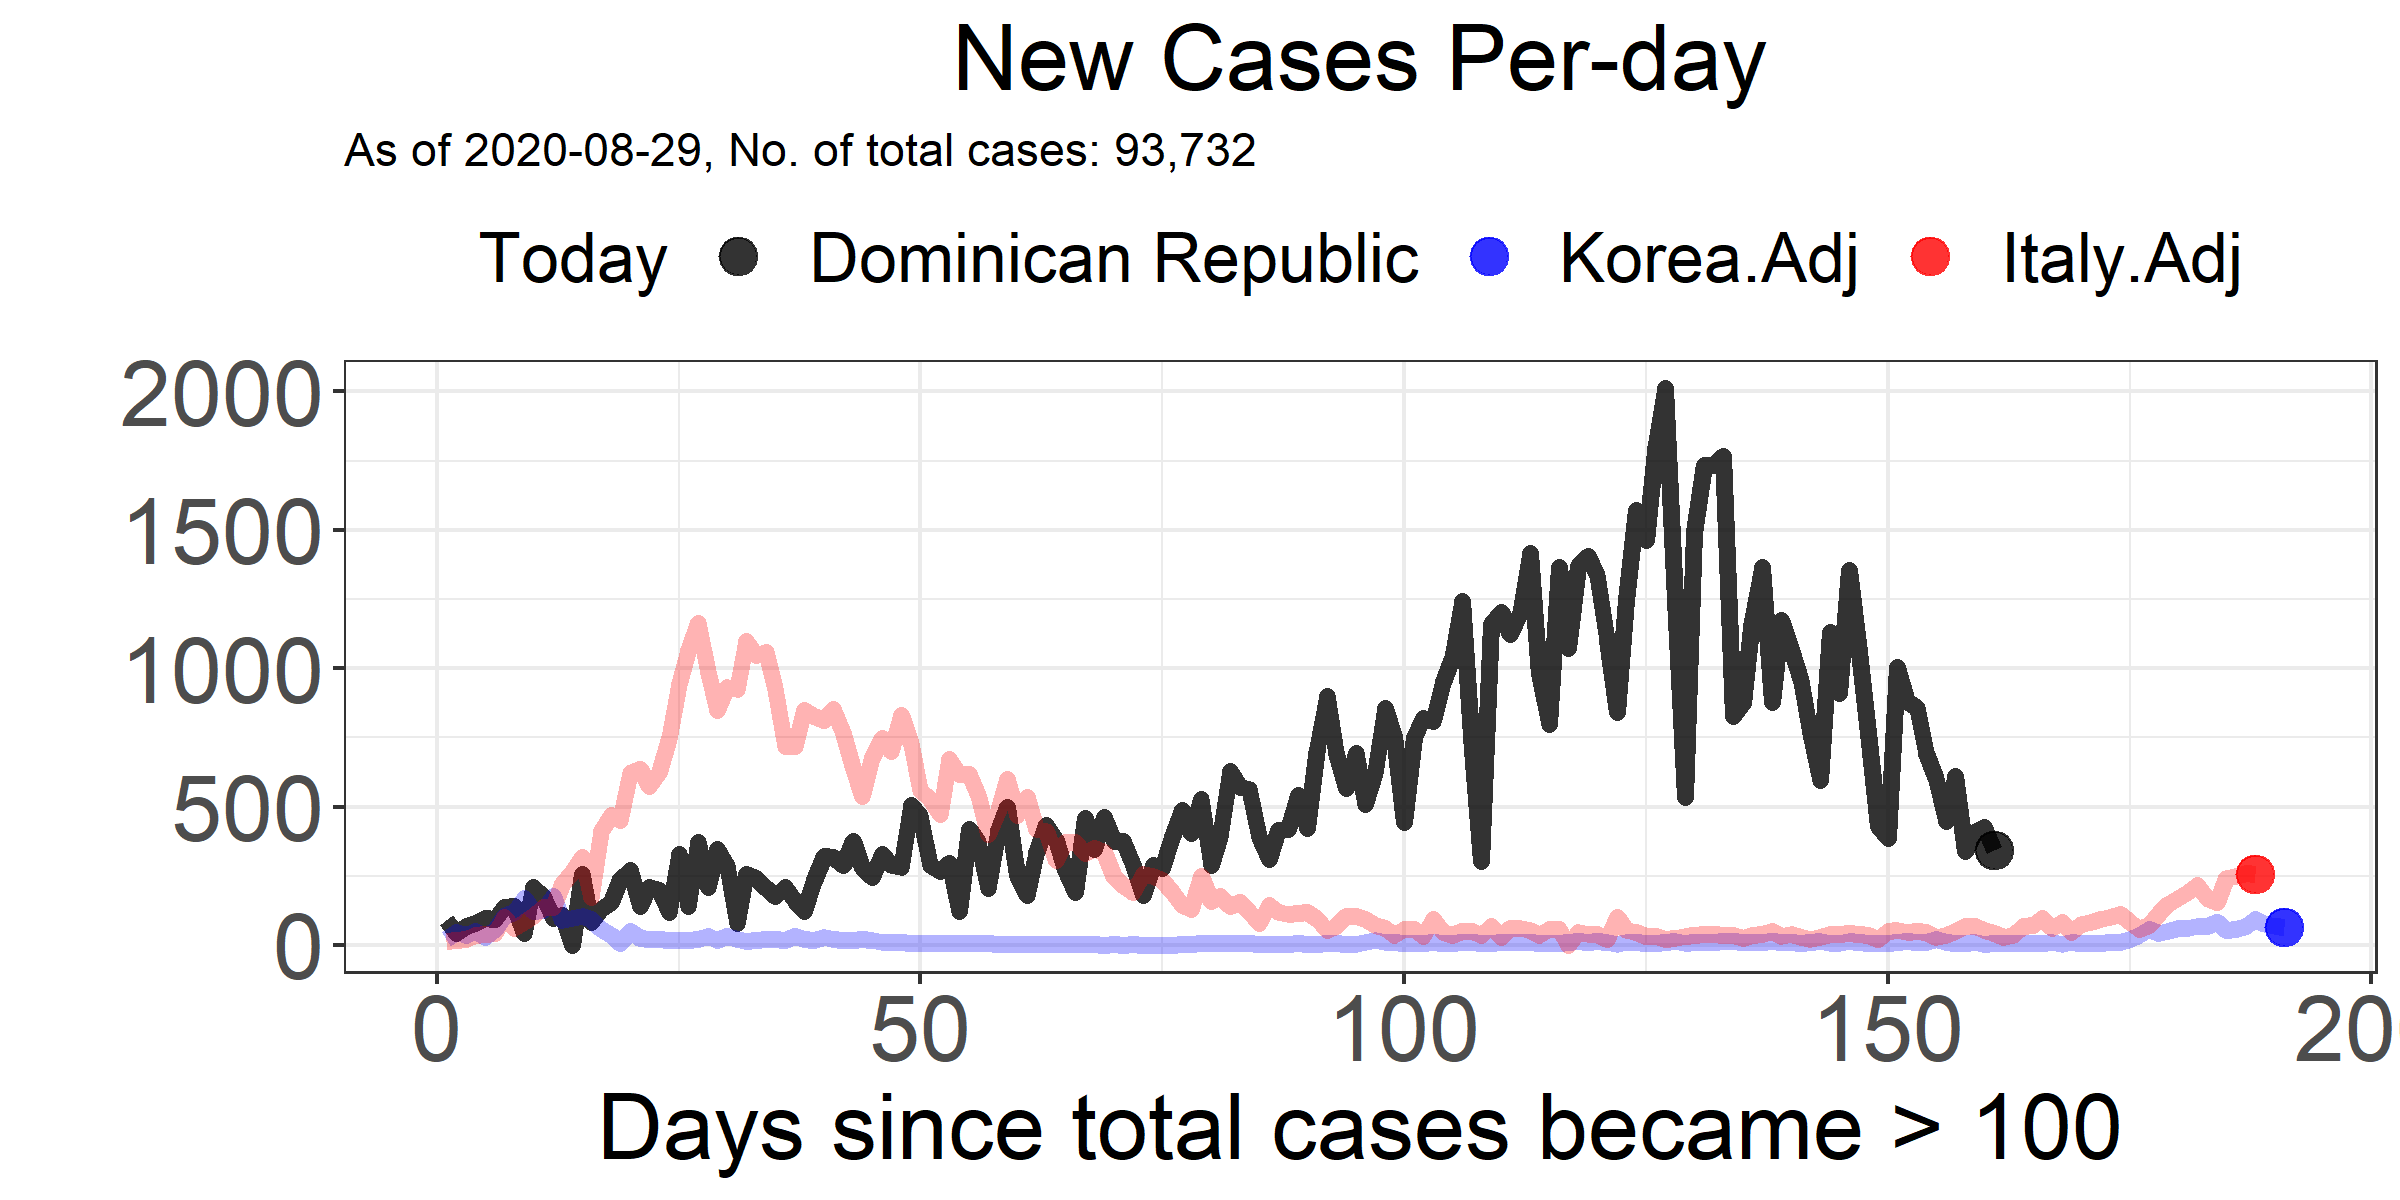 New Cases Per-day
As of 2020-08-29, No. of total cases: 93,732
Today Dominican Republic Korea.Adj Italy.Adj
2000
1500
1000
500
0
0 50 100 150 20
Days since total cases became > 100